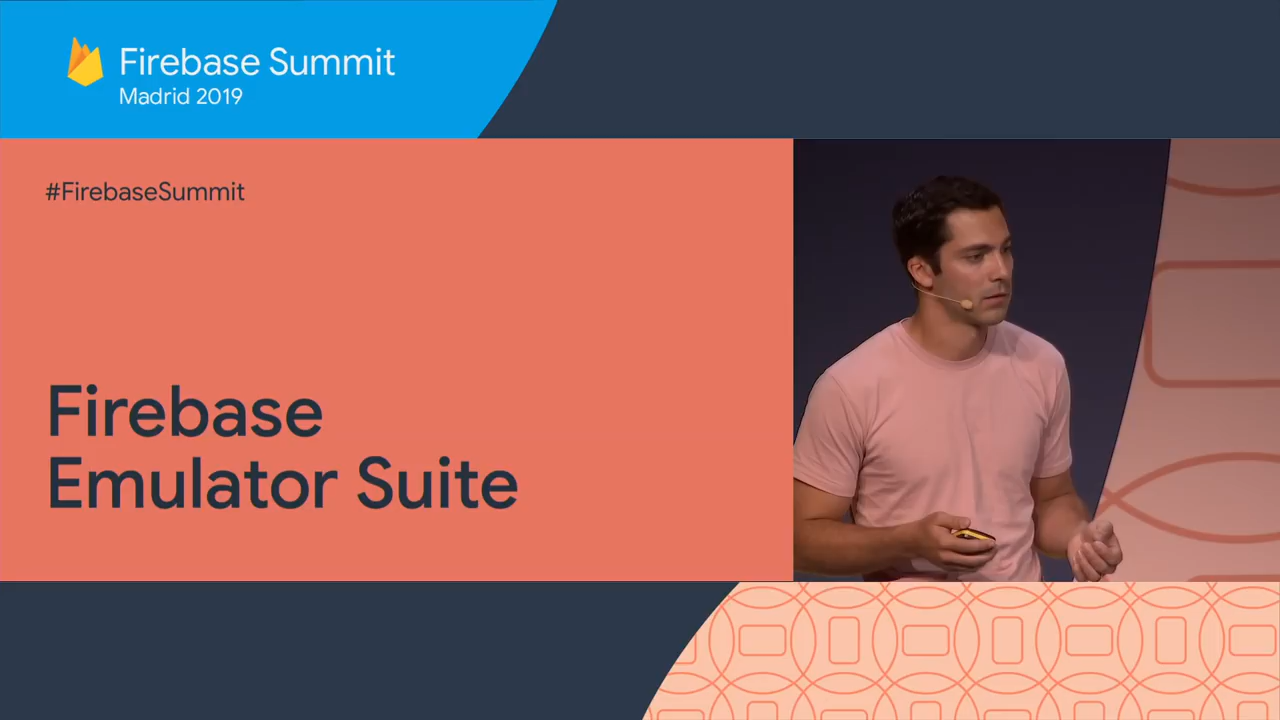 Firebase Summit
Madrid 2019
#FirebaseSummit
Firebase
Emulator Suite